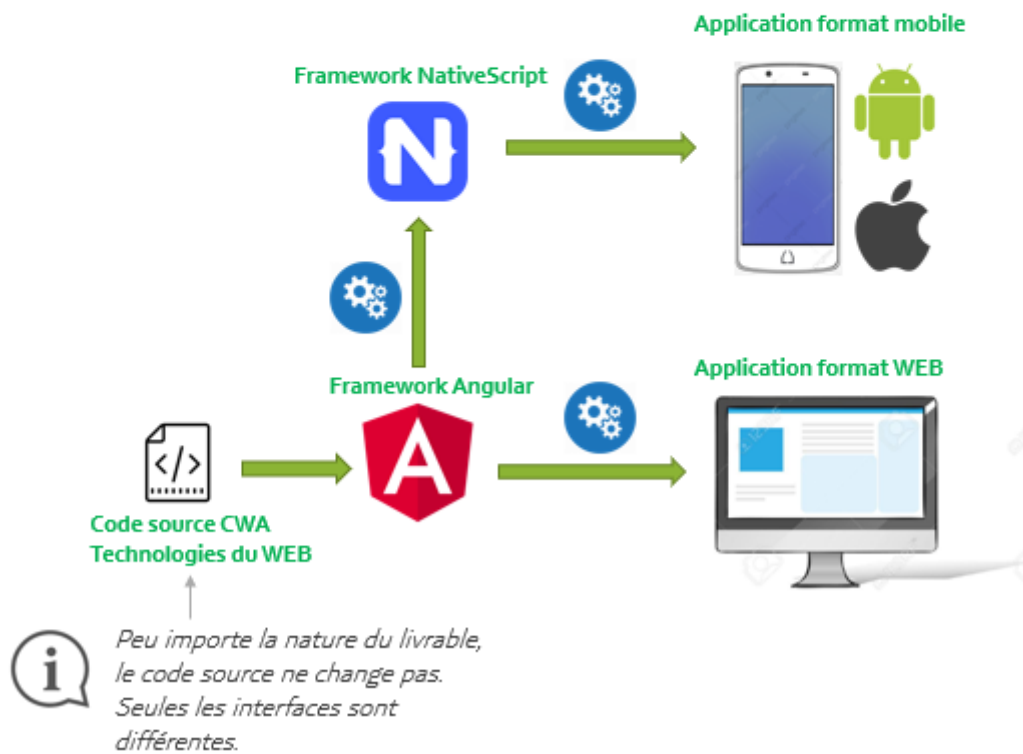 Application format mobile
Framework NativeScript
N
Framework Angular
Application format WEB
A
</>
Code source CWA
Technologies du WEB
i
Peu importe la nature du livrable,
le code source ne change pas.
Seules les interfaces sont
différentes.